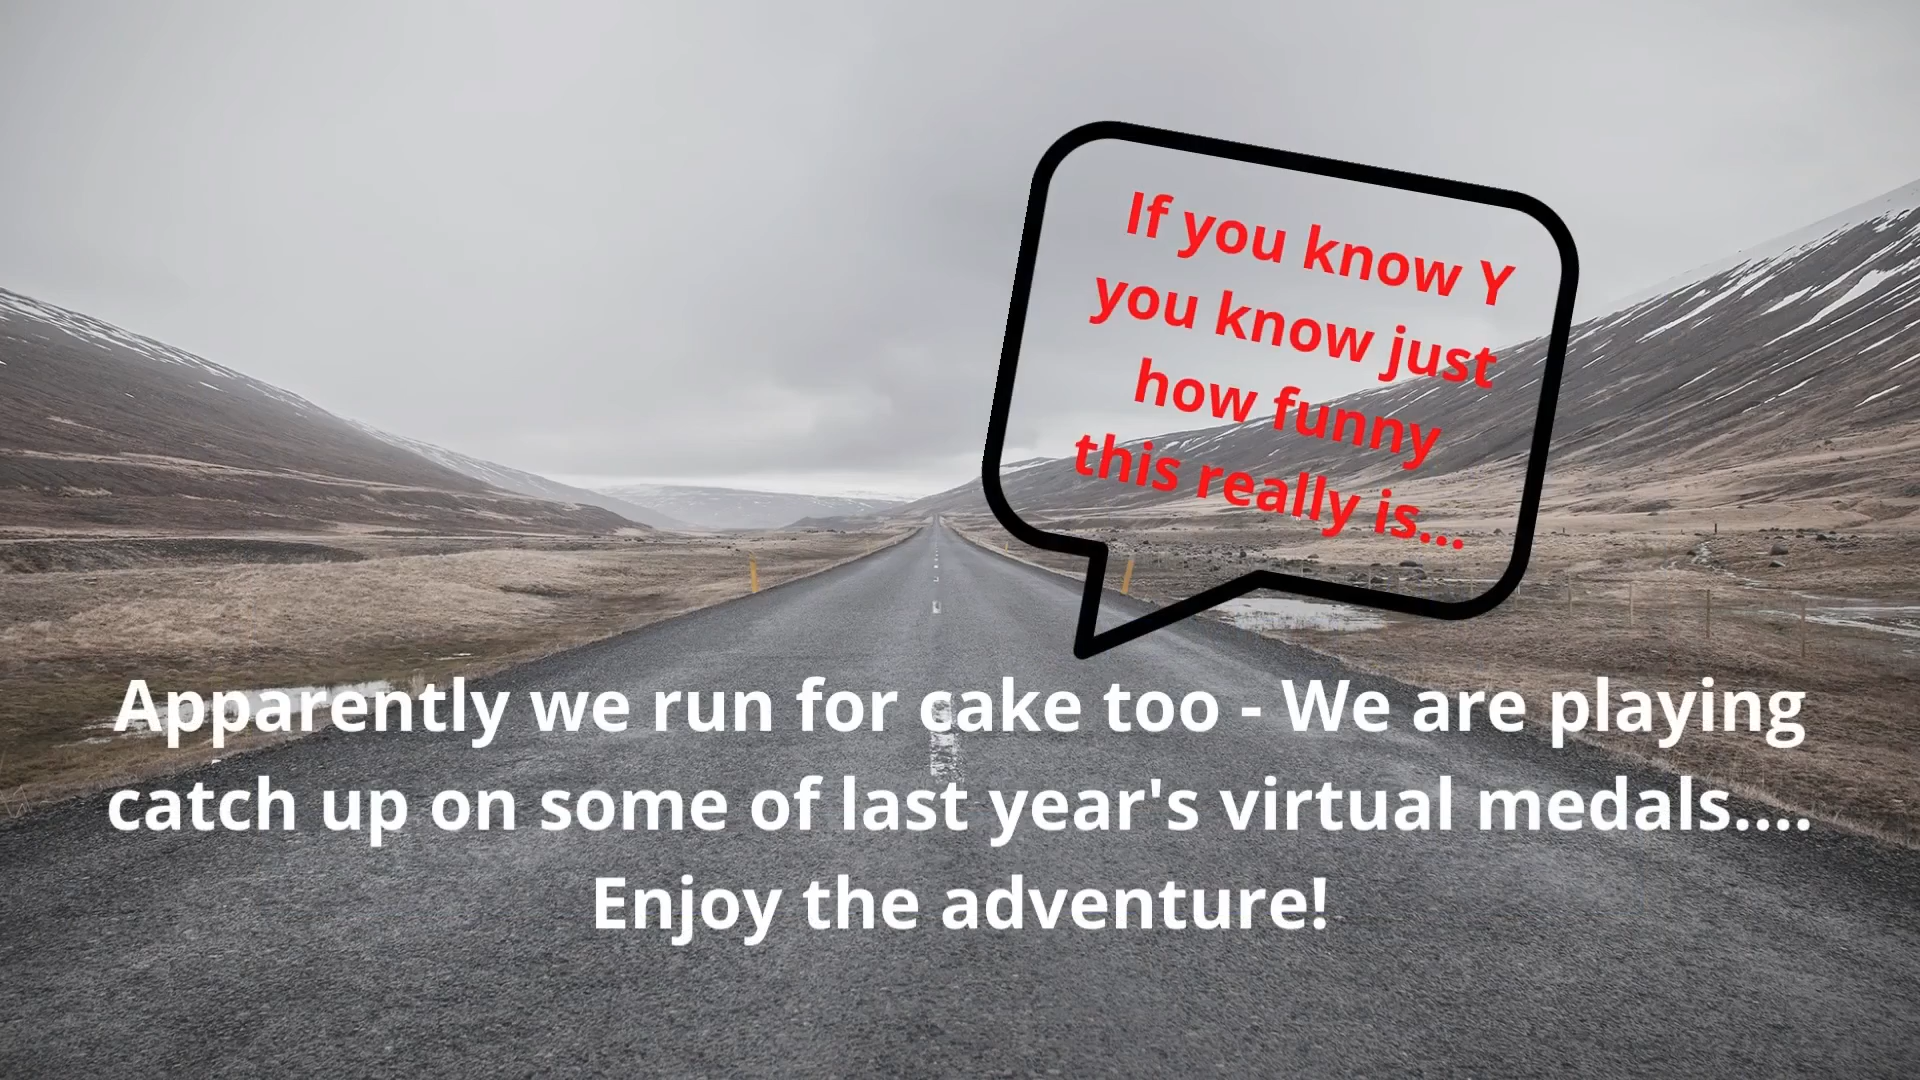 If you know Y
you know just
how funny
this really is...
Apparently we run for cake too - We are playing
catch up on some of last year's virtual medals....
Enjoy the adventure!